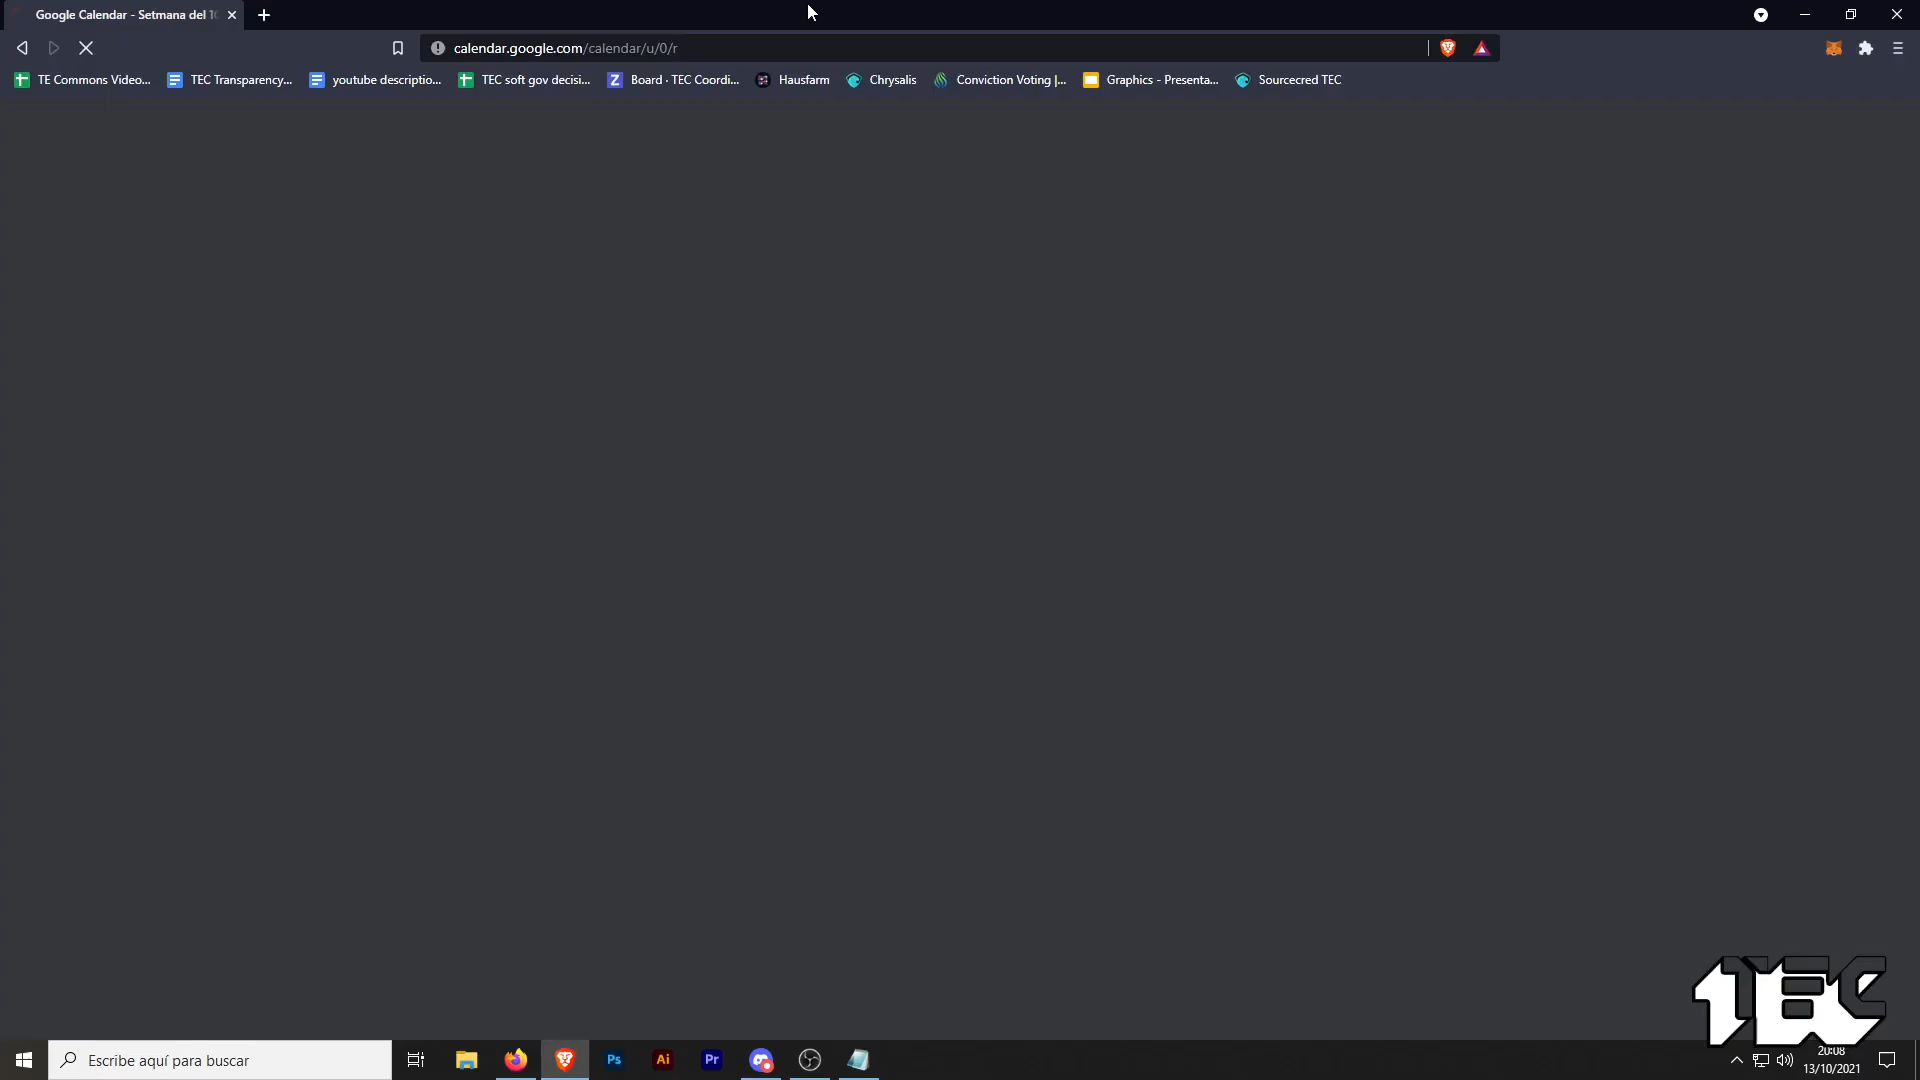 Google Calendar - Setmana del 10
calendar.google.com/calendar/u/0/r
TE Commons Video...
TEC Transparency...
youtube descriptio...
TEC soft gov decisi...
Z
Board · TEC Coordi...
Hausfarm
Chrysalis
Conviction Voting |...
Graphics - Presenta...
Sourcecred TEC
TEC
Escribe aquí para buscar
Ps
Ai
Pr
20:08
13/10/2021